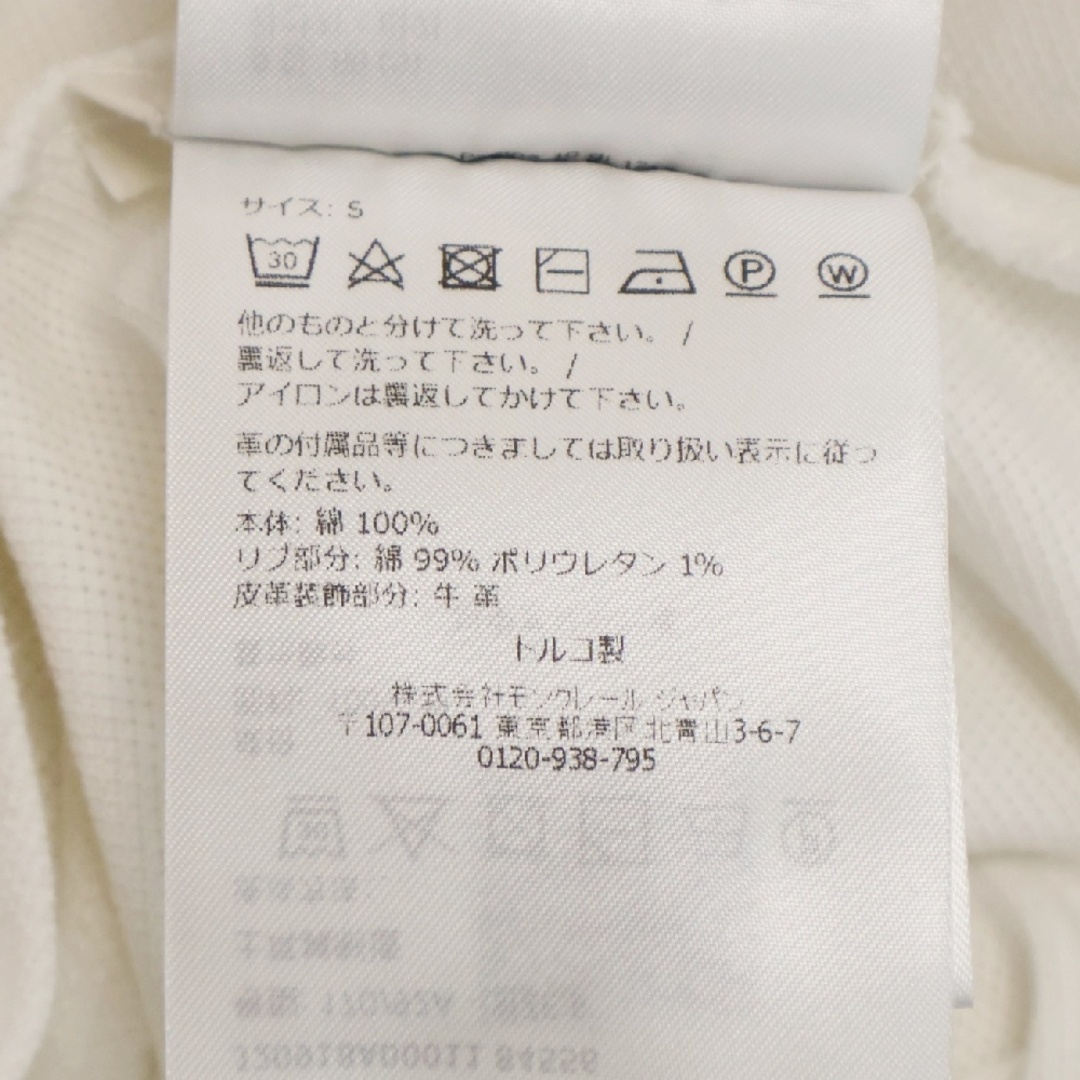 サイズ: S
30
P W
他のものと分けて洗って下さい。 /
裏返して洗って下さい。 /
アイロンは裏返してかけて下さい。
革の付属品等につきましては取り扱い表示に従っ
てください。
本体: 綿 100%
リブ部分: 綿 99% ポリウレタン 1%
皮革装飾部分: 牛 革
トルコ製
株式会社モンクレール ジャパン
〒107-0061 東京都港区北青山3-6-7
0120-938-795